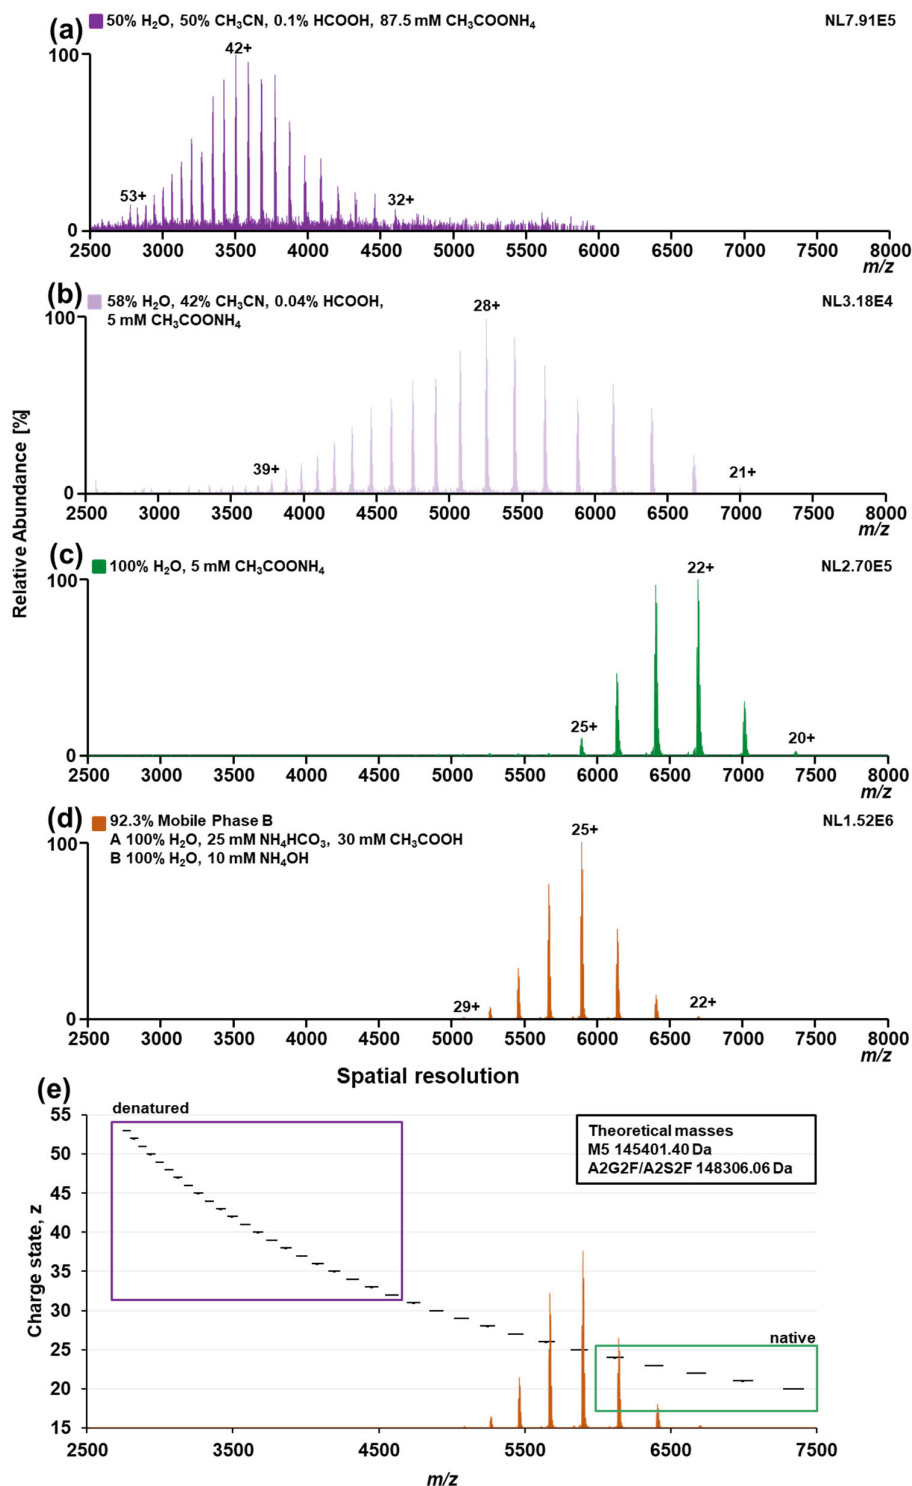 (a) 50% H₂O, 50% CH₃CN, 0.1% HCOOH, 87.5 mM CH₃COONH₄ NL7.91E5
100
42+
53+
32+
0
2500 3000 3500 4000 4500 5000 5500 6000 6500 7000 7500 8000
m/z
(b) 58% H₂O, 42% CH₃CN, 0.04% HCOOH, NL3.18E4
5 mM CH₃COONH₄
100
28+
39+
21+
0
2500 3000 3500 4000 4500 5000 5500 6000 6500 7000 7500 8000
m/z
Relative Abundance [%]
(c) 100% H₂O, 5 mM CH₃COONH₄ NL2.70E5
100
22+
25+
20+
0
2500 3000 3500 4000 4500 5000 5500 6000 6500 7000 7500 8000
m/z
(d) 92.3% Mobile Phase B NL1.52E6
A 100% H₂O, 25 mM NH₄HCO₃, 30 mM CH₃COOH
B 100% H₂O, 10 mM NH₄OH
100
25+
29+
22+
0
2500 3000 3500 4000 4500 5000 5500 6000 6500 7000 7500 8000
m/z
Spatial resolution
(e)
denatured
Theoretical masses
M5 145401.40 Da
A2G2F/A2S2F 148306.06 Da
native
Charge state, z
55
50
45
40
35
30
25
20
15
2500 3500 4500 5500 6500 7500
m/z